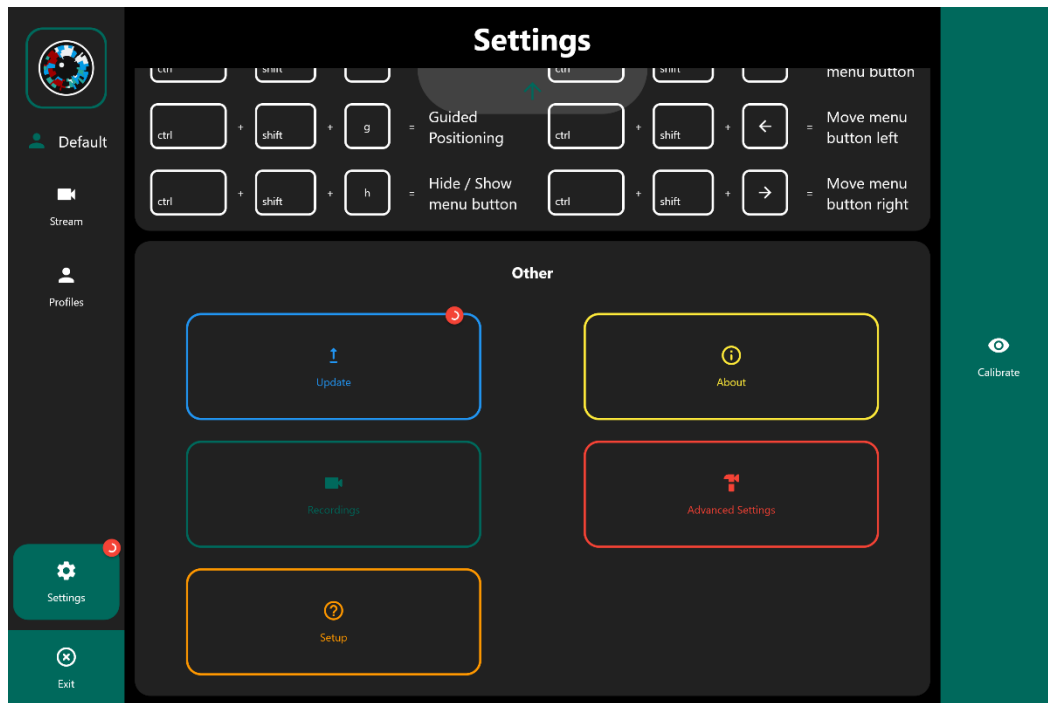 Settings
menu button
ctrl + shift + g = Guided Positioning
ctrl + shift + ← = Move menu button left
ctrl + shift + h = Hide / Show menu button
ctrl + shift + → = Move menu button right
Default
Stream
Profiles
Settings
Exit
Other
Update
About
Recordings
Advanced Settings
Setup
Calibrate